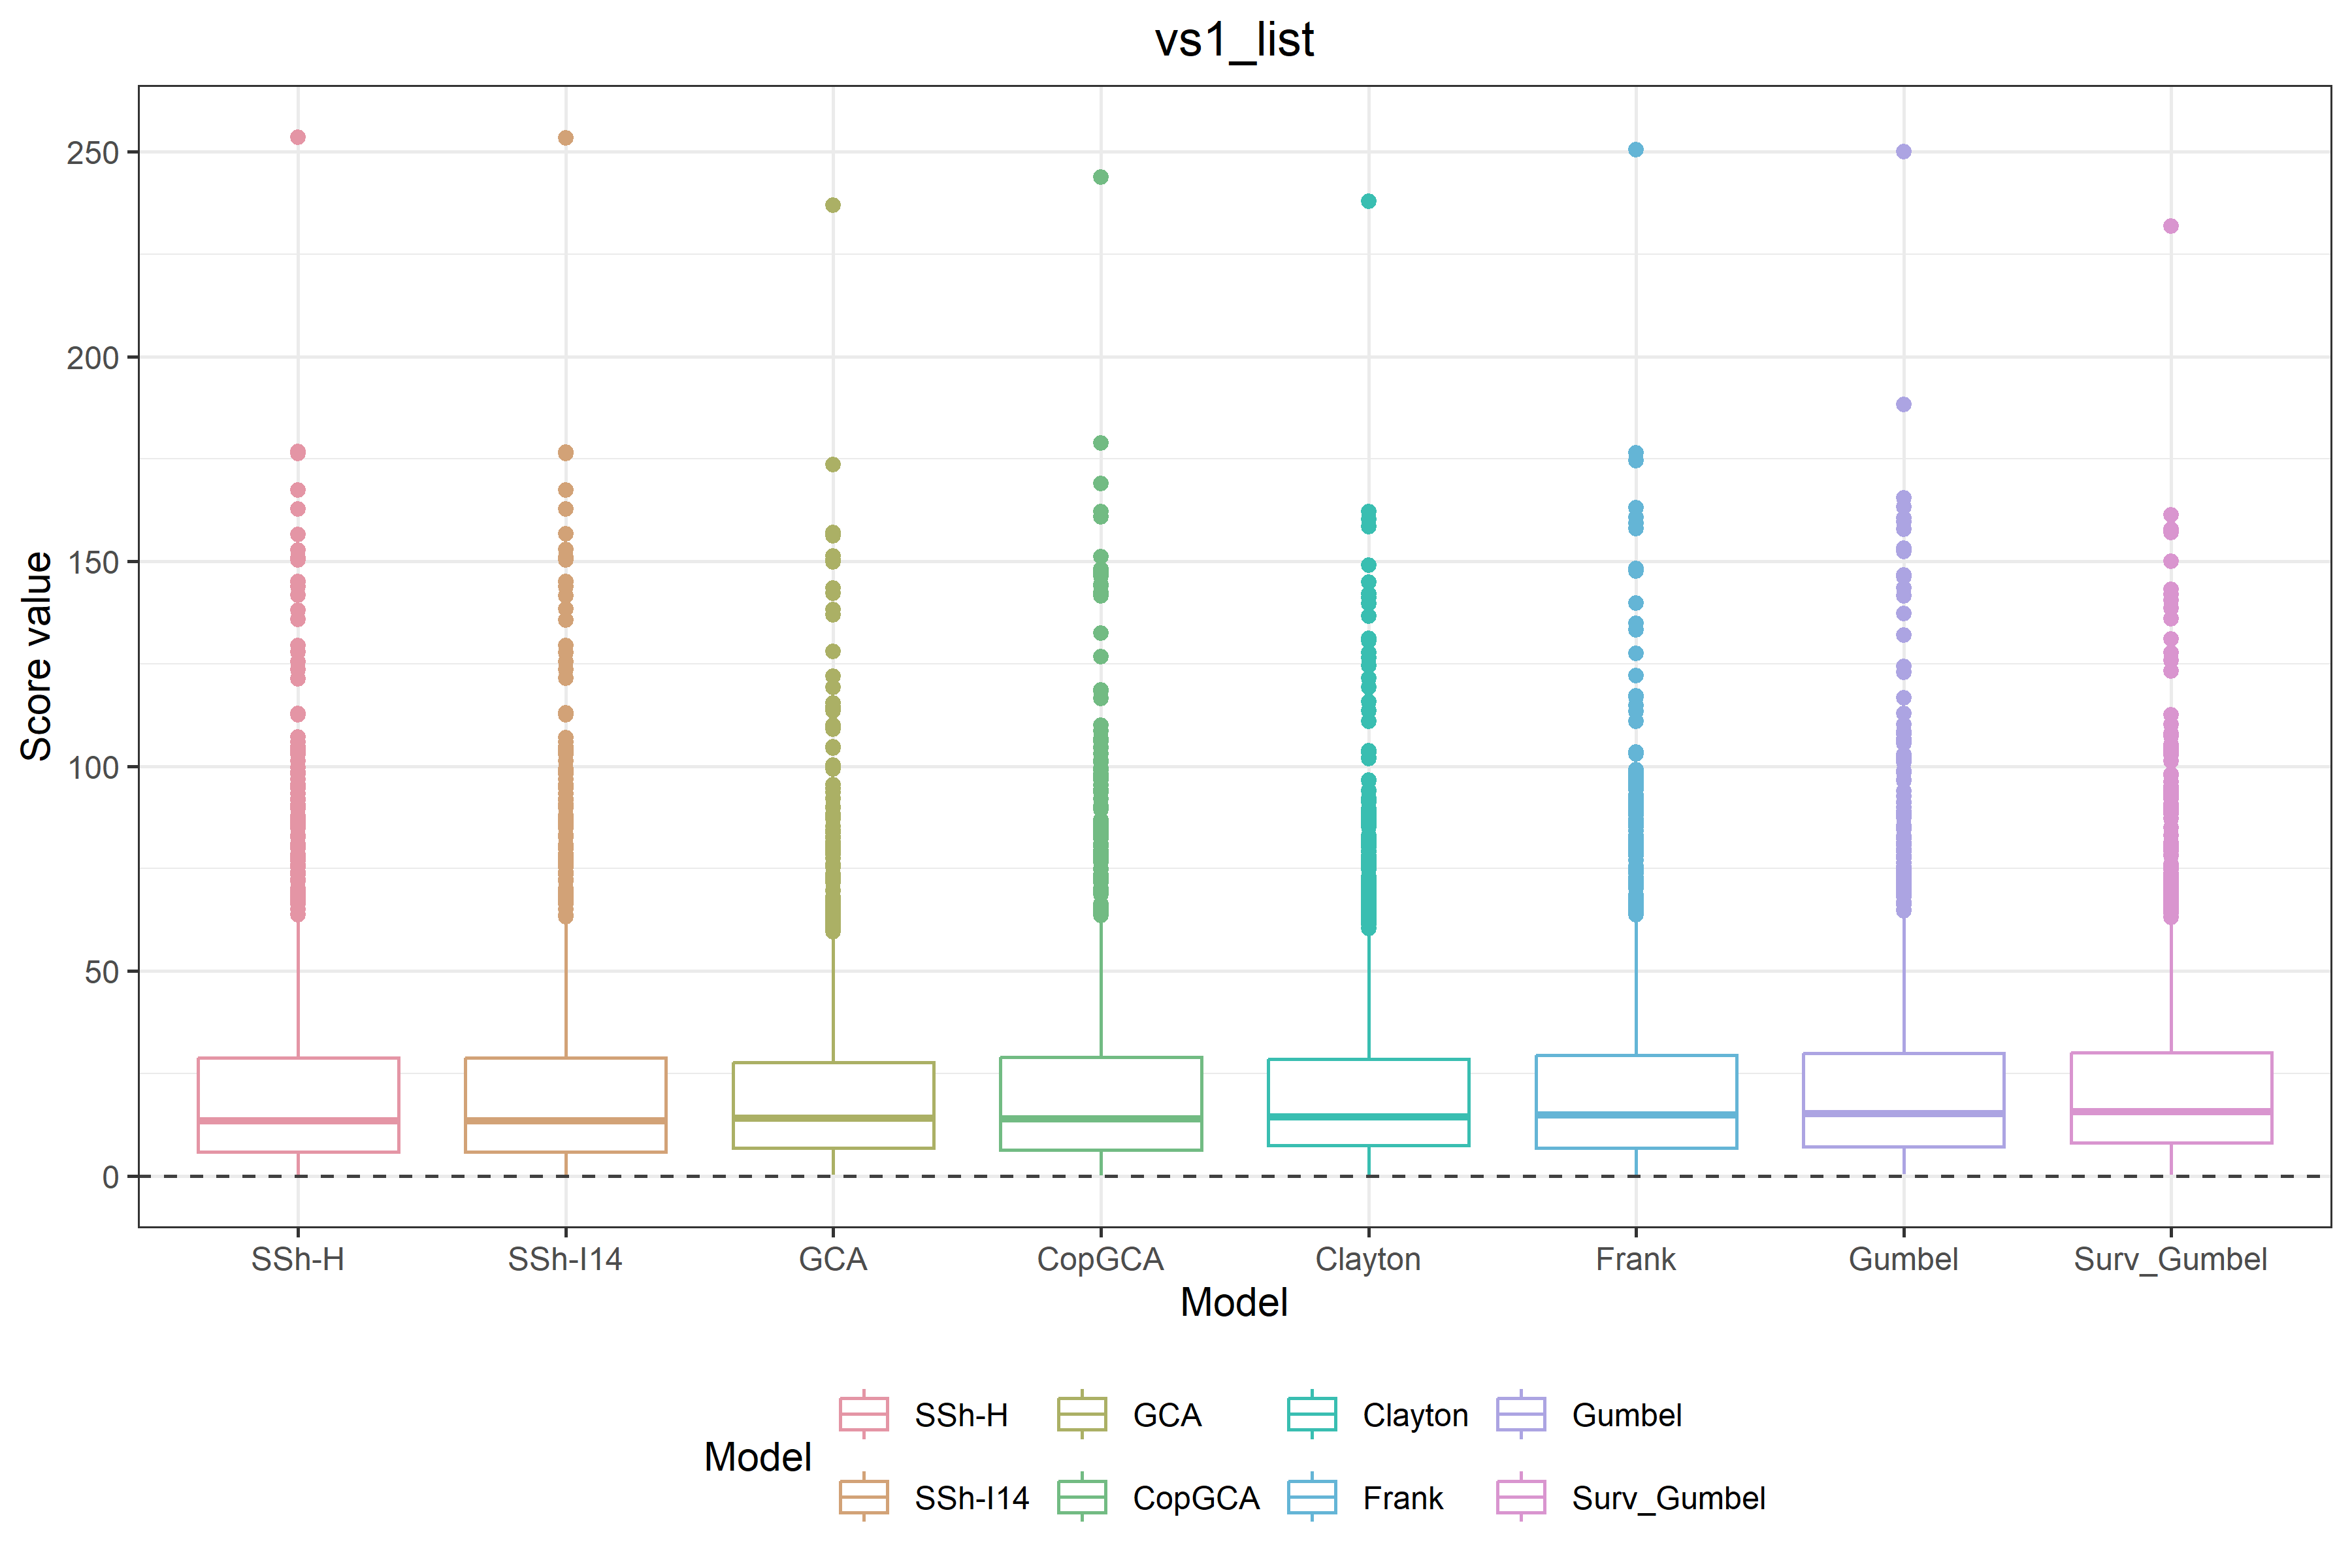 vs1_list
Score value
250
200
150
100
50
0
SSh-H SSh-I14 GCA CopGCA Clayton Frank Gumbel Surv_Gumbel
Model
Model
SSh-H GCA Clayton Gumbel
SSh-I14 CopGCA Frank Surv_Gumbel